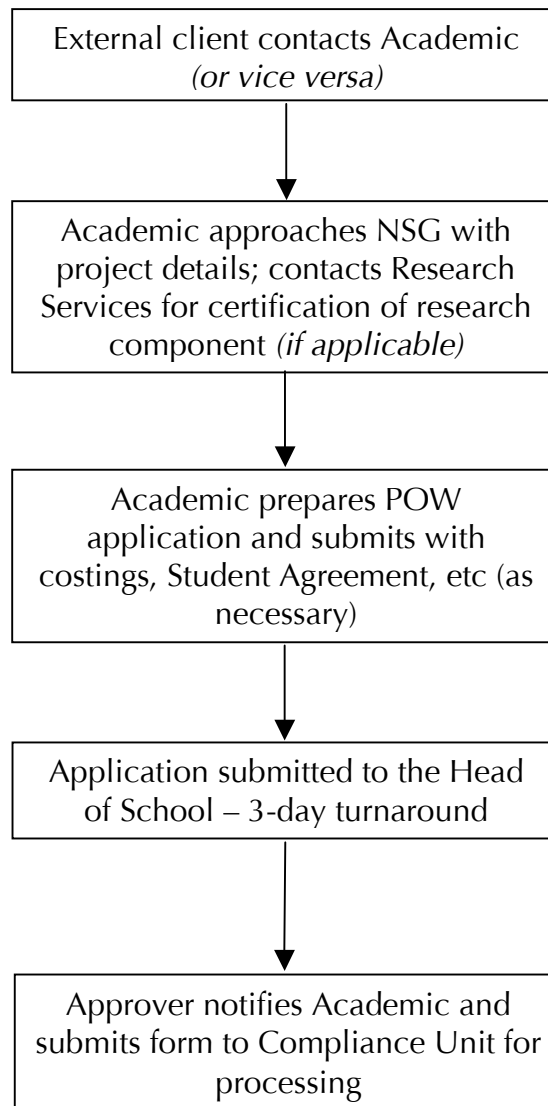 External client contacts Academic
(or vice versa)
Academic approaches NSG with
project details; contacts Research
Services for certification of research
component (if applicable)
Academic prepares POW
application and submits with
costings, Student Agreement, etc (as
necessary)
Application submitted to the Head
of School – 3-day turnaround
Approver notifies Academic and
submits form to Compliance Unit for
processing